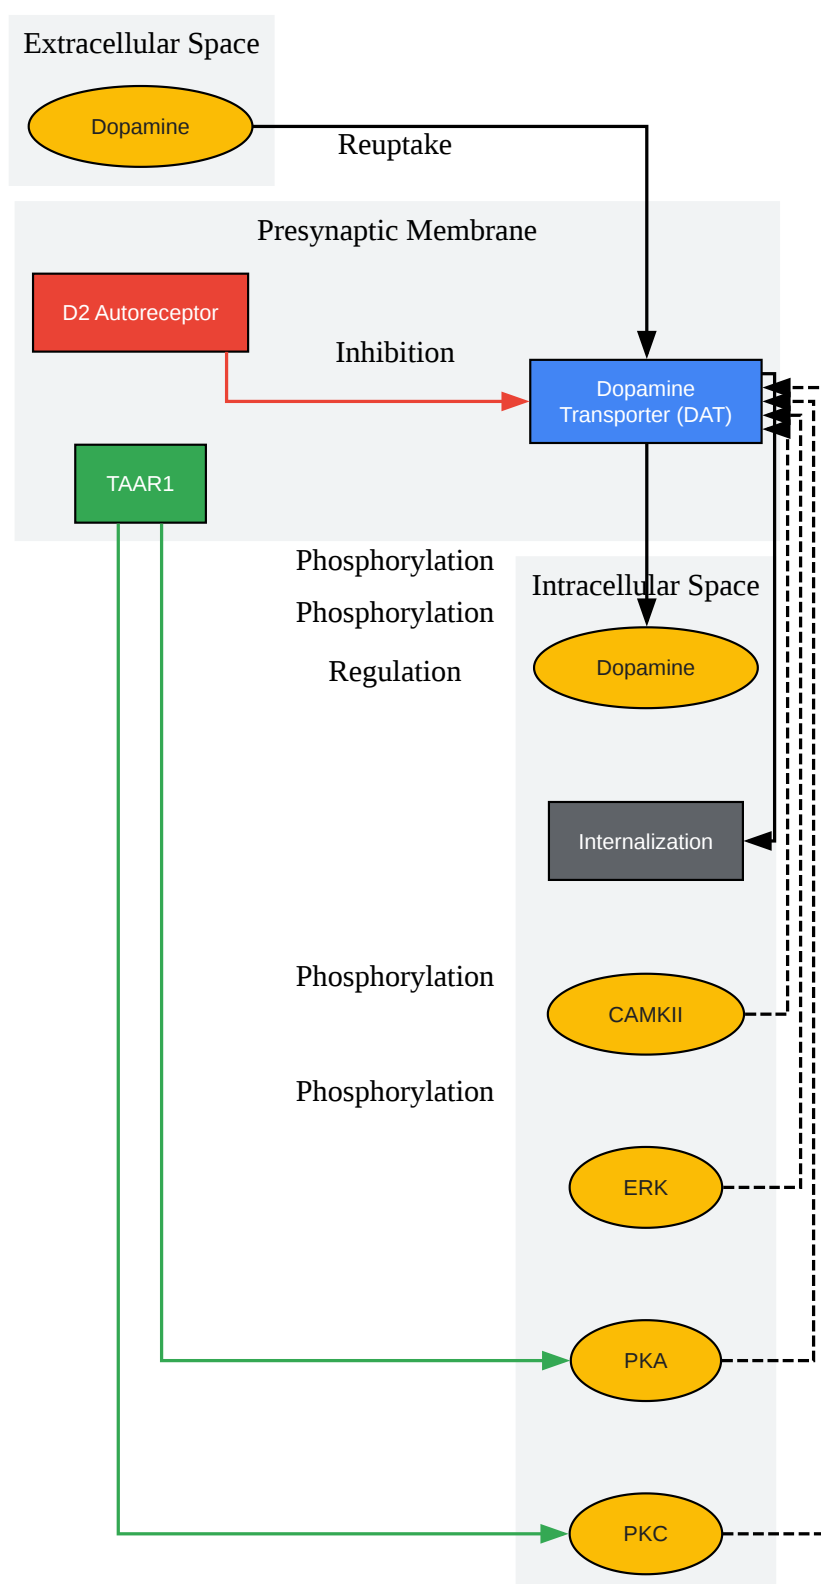 Extracellular Space
Dopamine
Reuptake
Presynaptic Membrane
D2 Autoreceptor
Inhibition
Dopamine
Transporter (DAT)
TAAR1
Phosphorylation
Intracellular Space
Phosphorylation
Regulation
Dopamine
Internalization
Phosphorylation
CAMKII
Phosphorylation
ERK
PKA
PKC